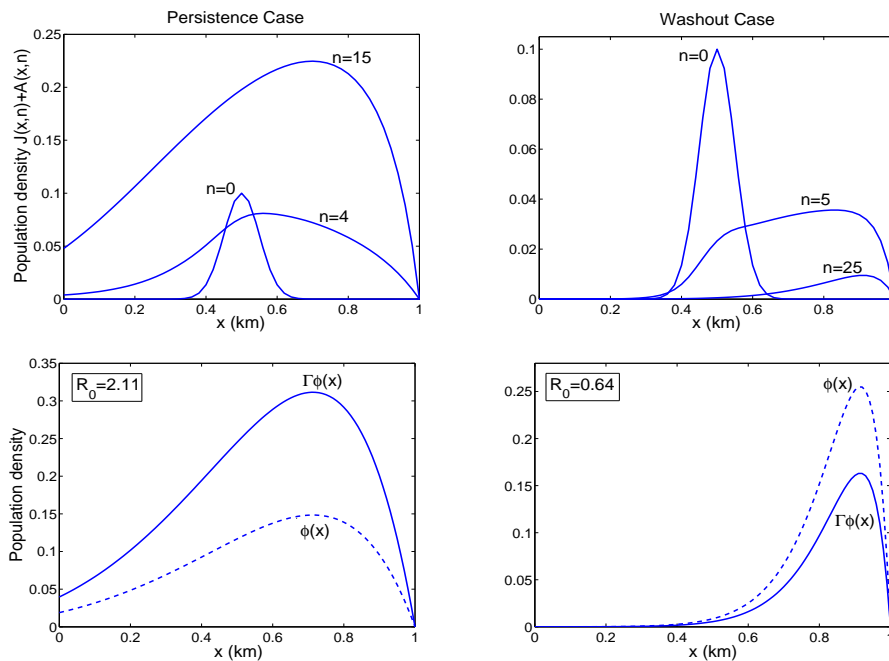 Persistence Case
Population density J(x,n)+A(x,n)
0.25
0.2
0.15
0.1
0.05
0
n=15
n=0
n=4
0 0.2 0.4 0.6 0.8 1
x (km)
Washout Case
0.1
0.08
0.06
0.04
0.02
0
n=0
n=5
n=25
0 0.2 0.4 0.6 0.8 1
x (km)
Population density
0.35
0.3
0.25
0.2
0.15
0.1
0.05
0
R_0=2.11
Γϕ(x)
ϕ(x)
0 0.2 0.4 0.6 0.8 1
x (km)
0.25
0.2
0.15
0.1
0.05
0
R_0=0.64
ϕ(x)
Γϕ(x)
0 0.2 0.4 0.6 0.8 1
x (km)